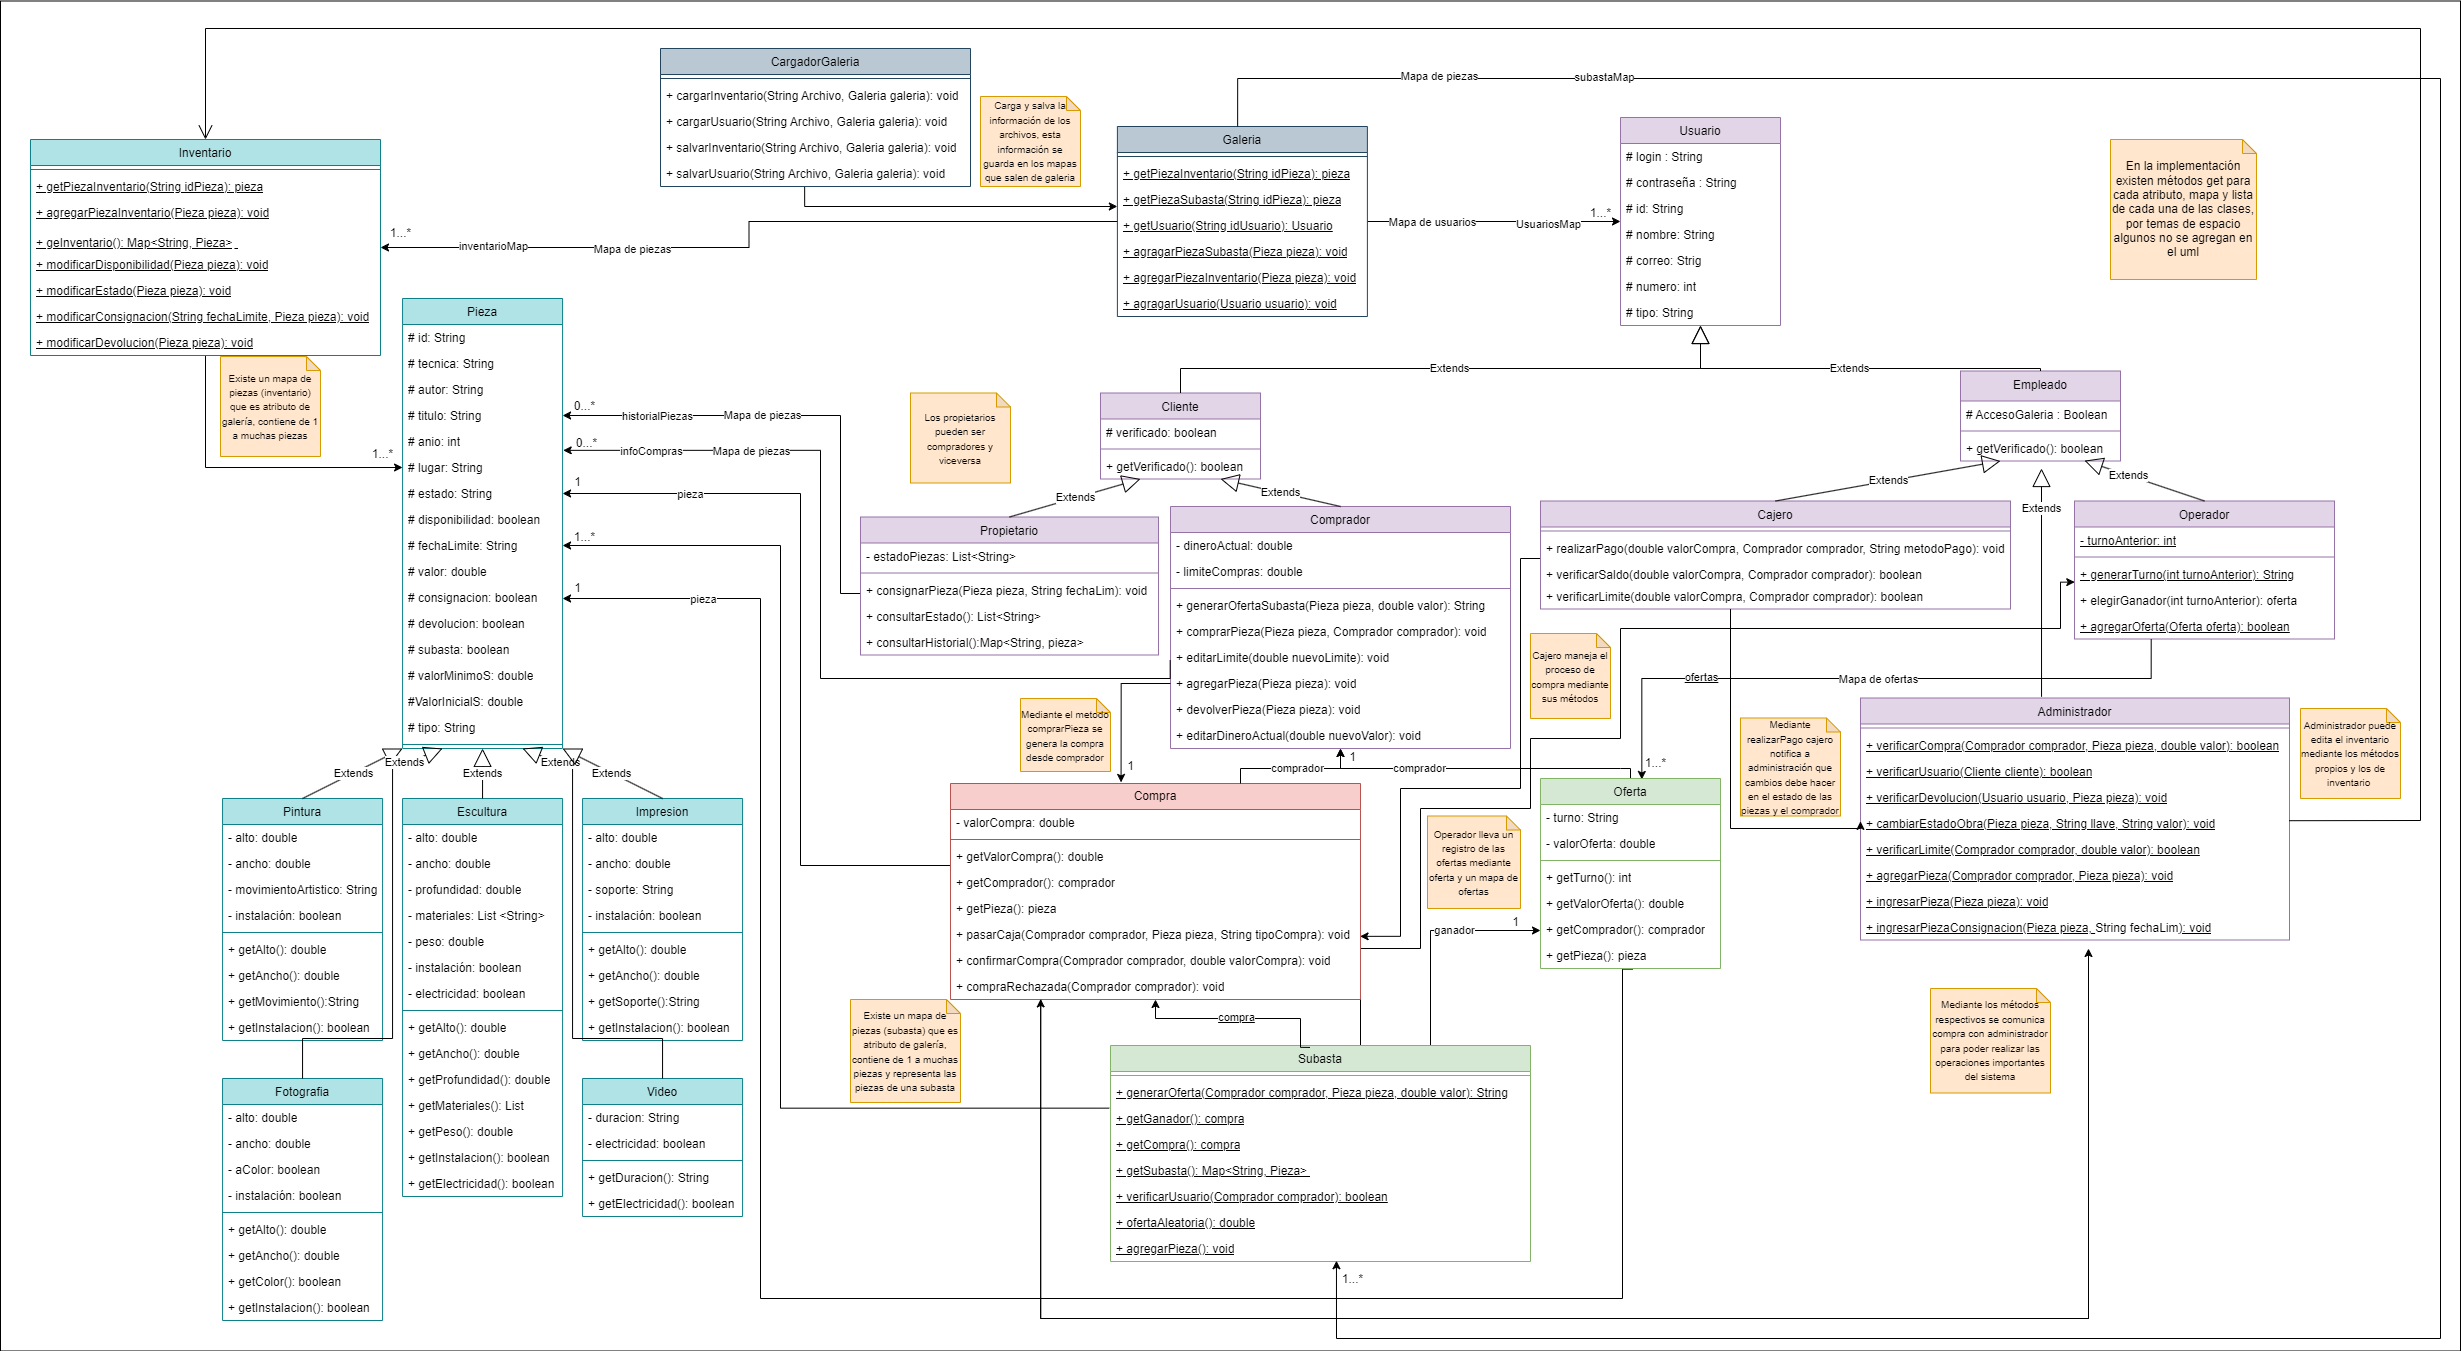 CargadorGaleria
+ cargarInventario(String Archivo, Galeria galeria): void
+ cargarUsuario(String Archivo, Galeria galeria): void
+ salvarInventario(String Archivo, Galeria galeria): void
+ salvarUsuario(String Archivo, Galeria galeria): void
Carga y salva la
información de los
archivos, esta
información se
guarda en los mapas
que salen de galeria
Mapa de piezas
subastaMap
Galeria
+ getPiezaInventario(String idPieza): pieza
+ getPiezaSubasta(String idPieza): pieza
+ getUsuario(String idUsuario): Usuario
+ agragarPiezaSubasta(Pieza pieza): void
+ agregarPiezaInventario(Pieza pieza): void
+ agragarUsuario(Usuario usuario): void
Mapa de usuarios
UsuariosMap
1...*
Usuario
# login : String
# contraseña : String
# id: String
# nombre: String
# correo: Strig
# numero: int
# tipo: String
En la implementación
existen métodos get para
cada atributo, mapa y lista
de cada una de las clases,
por temas de espacio
algunos no se agregan en
el uml
Inventario
+ getPiezaInventario(String idPieza): pieza
+ agregarPiezaInventario(Pieza pieza): void
+ geInventario(): Map<String, Pieza>
+ modificarDisponibilidad(Pieza pieza): void
+ modificarEstado(Pieza pieza): void
+ modificarConsignacion(String fechaLimite, Pieza pieza): void
+ modificarDevolucion(Pieza pieza): void
1...*
inventarioMap
Mapa de piezas
Existe un mapa de
piezas (inventario)
que es atributo de
galería, contiene de 1
a muchas piezas
1...*
Pieza
# id: String
# tecnica: String
# autor: String
# titulo: String
# anio: int
# lugar: String
# estado: String
# disponibilidad: boolean
# fechaLimite: String
# valor: double
# consignacion: boolean
# devolucion: boolean
# subasta: boolean
# valorMinimoS: double
#ValorInicialS: double
# tipo: String
0...*
historialPiezas
Mapa de piezas
0...*
infoCompras
Mapa de piezas
1
pieza
1...*
1
pieza
Los propietarios
pueden ser
compradores y
viceversa
Extends
Extends
Cliente
# verificado: boolean
+ getVerificado(): boolean
Empleado
# AccesoGaleria : Boolean
+ getVerificado(): boolean
Extends
Extends
Extends
Extends
Extends
Propietario
- estadoPiezas: List<String>
+ consignarPieza(Pieza pieza, String fechaLim): void
+ consultarEstado(): List<String>
+ consultarHistorial():Map<String, pieza>
Comprador
- dineroActual: double
- limiteCompras: double
+ generarOfertaSubasta(Pieza pieza, double valor): String
+ comprarPieza(Pieza pieza, Comprador comprador): void
+ editarLimite(double nuevoLimite): void
+ agregarPieza(Pieza pieza): void
+ devolverPieza(Pieza pieza): void
+ editarDineroActual(double nuevoValor): void
Cajero
+ realizarPago(double valorCompra, Comprador comprador, String metodoPago): void
+ verificarSaldo(double valorCompra, Comprador comprador): boolean
+ verificarLimite(double valorCompra, Comprador comprador): boolean
Operador
- turnoAnterior: int
+ generarTurno(int turnoAnterior): String
+ elegirGanador(int turnoAnterior): oferta
+ agregarOferta(Oferta oferta): boolean
Cajero maneja el
proceso de
compra mediante
sus métodos
ofertas
Mapa de ofertas
1...*
Mediante el metodo
comprarPieza se
genera la compra
desde comprador
1
comprador
1
comprador
Mediante
realizarPago cajero
notifica a
administración que
cambios debe hacer
en el estado de las
piezas y el comprador
Administrador
+ verificarCompra(Comprador comprador, Pieza pieza, double valor): boolean
+ verificarUsuario(Cliente cliente): boolean
+ verificarDevolucion(Usuario usuario, Pieza pieza): void
+ cambiarEstadoObra(Pieza pieza, String llave, String valor): void
+ verificarLimite(Comprador comprador, double valor): boolean
+ agregarPieza(Comprador comprador, Pieza pieza): void
+ ingresarPieza(Pieza pieza): void
+ ingresarPiezaConsignacion(Pieza pieza, String fechaLim): void
Administrador puede
edita el inventario
mediante los métodos
propios y los de
inventario
Extends
Extends
Extends
Extends
Extends
Pintura
- alto: double
- ancho: double
- movimientoArtistico: String
- instalación: boolean
+ getAlto(): double
+ getAncho(): double
+ getMovimiento():String
+ getInstalacion(): boolean
Escultura
- alto: double
- ancho: double
- profundidad: double
- materiales: List <String>
- peso: double
- instalación: boolean
- electricidad: boolean
+ getAlto(): double
+ getAncho(): double
+ getProfundidad(): double
+ getMateriales(): List
+ getPeso(): double
+ getInstalacion(): boolean
+ getElectricidad(): boolean
Impresion
- alto: double
- ancho: double
- soporte: String
- instalación: boolean
+ getAlto(): double
+ getAncho(): double
+ getSoporte():String
+ getInstalacion(): boolean
Compra
- valorCompra: double
+ getValorCompra(): double
+ getComprador(): comprador
+ getPieza(): pieza
+ pasarCaja(Comprador comprador, Pieza pieza, String tipoCompra): void
+ confirmarCompra(Comprador comprador, double valorCompra): void
+ compraRechazada(Comprador comprador): void
Operador lleva un
registro de las
ofertas mediante
oferta y un mapa de
ofertas
Oferta
- turno: String
- valorOferta: double
+ getTurno(): int
+ getValorOferta(): double
+ getComprador(): comprador
+ getPieza(): pieza
ganador
1
compra
Existe un mapa de
piezas (subasta) que es
atributo de galería,
contiene de 1 a muchas
piezas y representa las
piezas de una subasta
Mediante los métodos
respectivos se comunica
compra con administrador
para poder realizar las
operaciones importantes
del sistema
Subasta
+ generarOferta(Comprador comprador, Pieza pieza, double valor): String
+ getGanador(): compra
+ getCompra(): compra
+ getSubasta(): Map<String, Pieza>
+ verificarUsuario(Comprador comprador): boolean
+ ofertaAleatoria(): double
+ agregarPieza(): void
1...*
Fotografia
- alto: double
- ancho: double
- aColor: boolean
- instalación: boolean
+ getAlto(): double
+ getAncho(): double
+ getColor(): boolean
+ getInstalacion(): boolean
Video
- duracion: String
- electricidad: boolean
+ getDuracion(): String
+ getElectricidad(): boolean